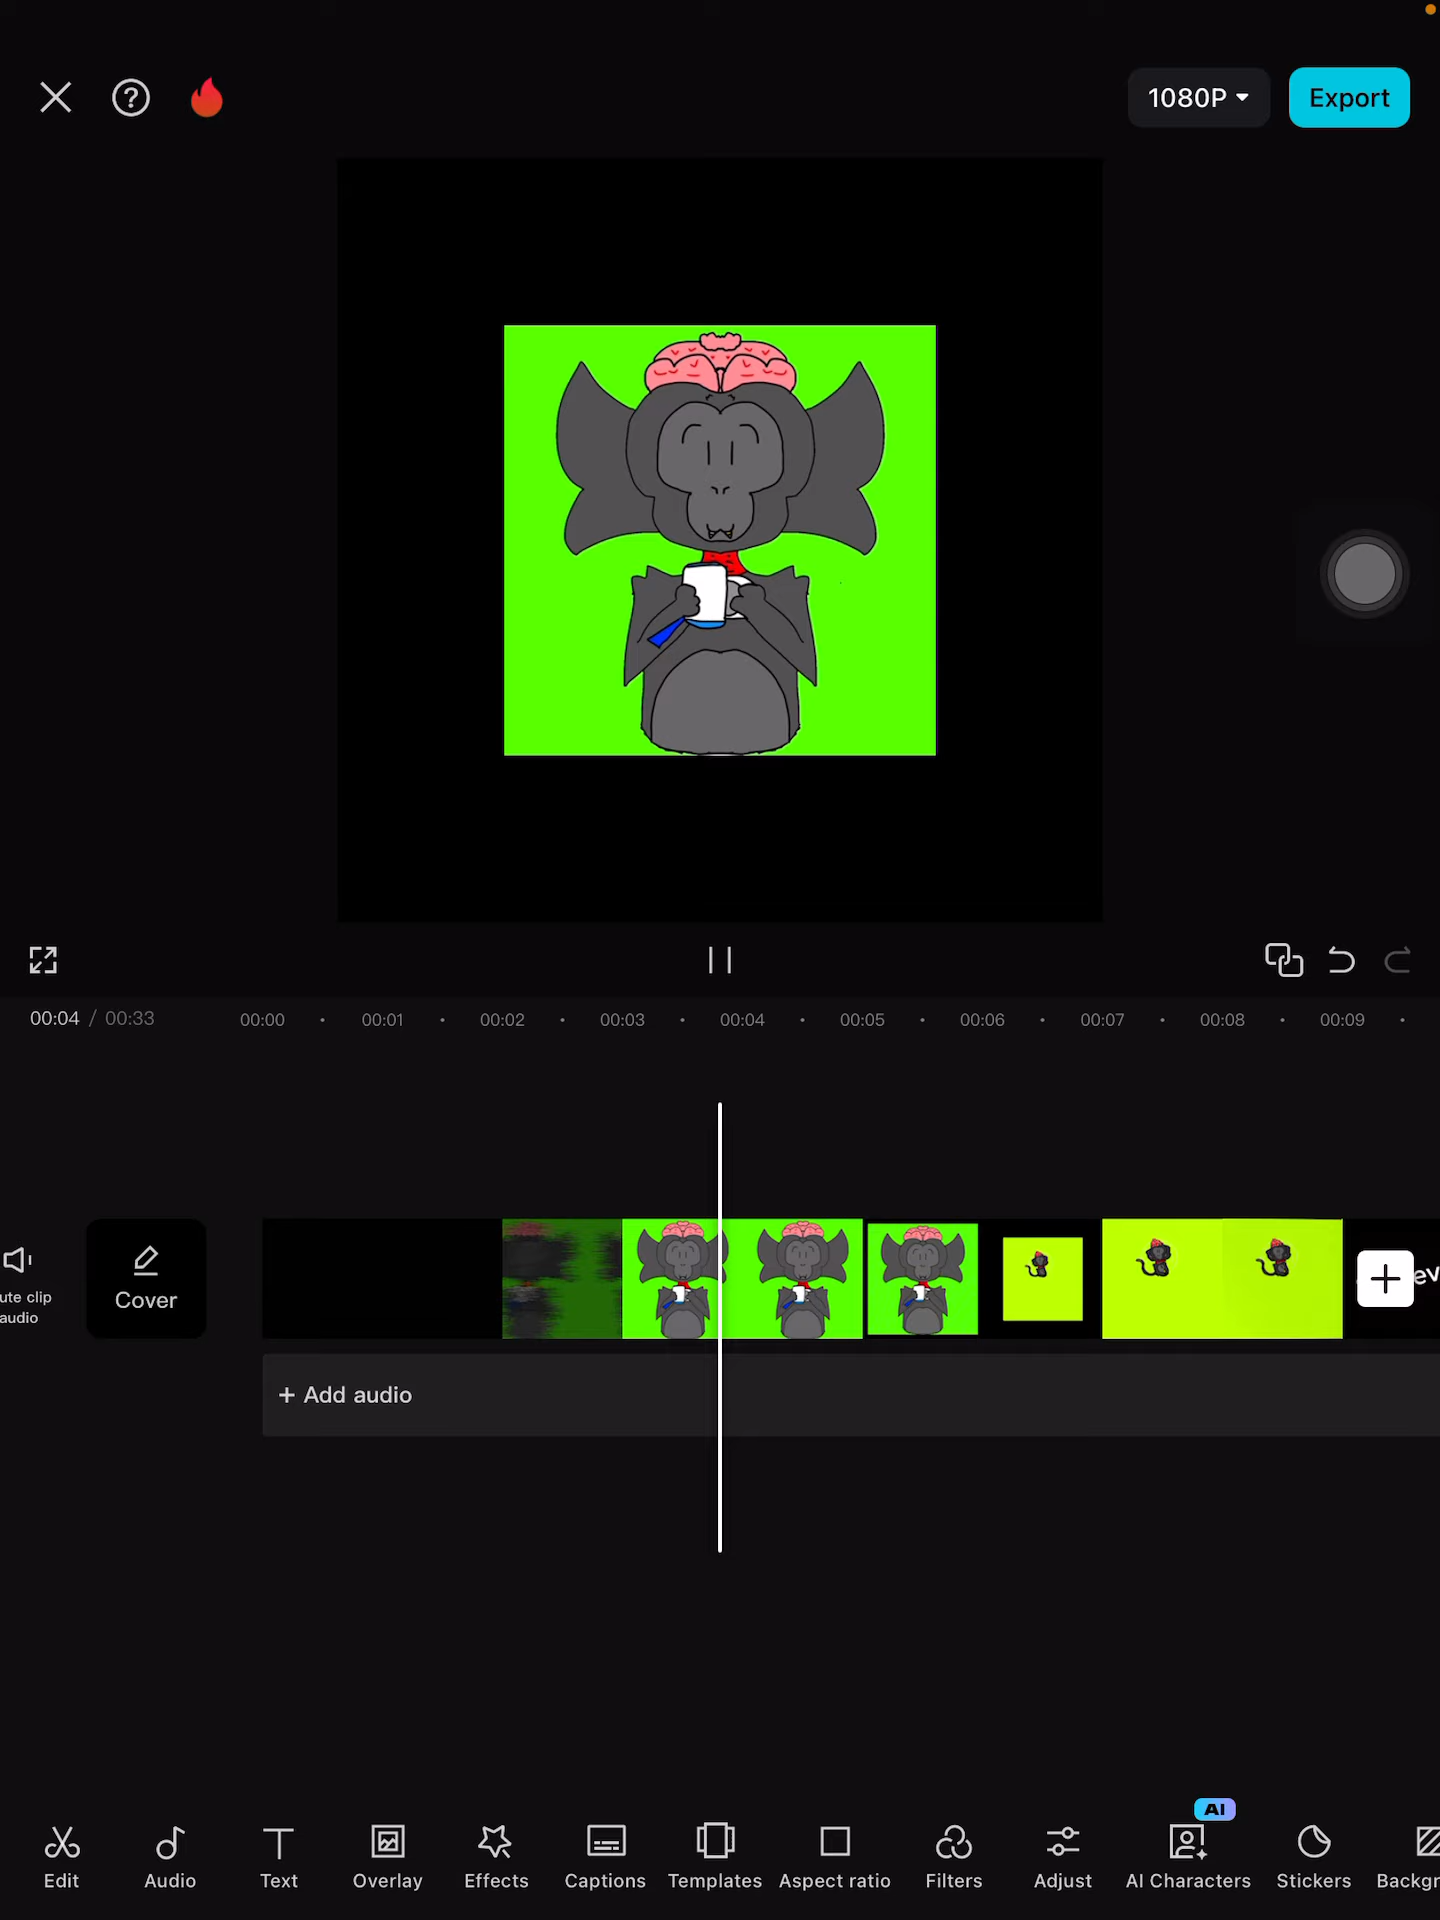 1080P
Export
00:04 / 00:33
00:00 00:01 00:02 00:03 00:04 00:05 00:06 00:07 00:08 00:09
ute clip
audio
Cover
ev
+ Add audio
AI
Edit Audio Text Overlay Effects Captions Templates Aspect ratio Filters Adjust AI Characters Stickers Backgr